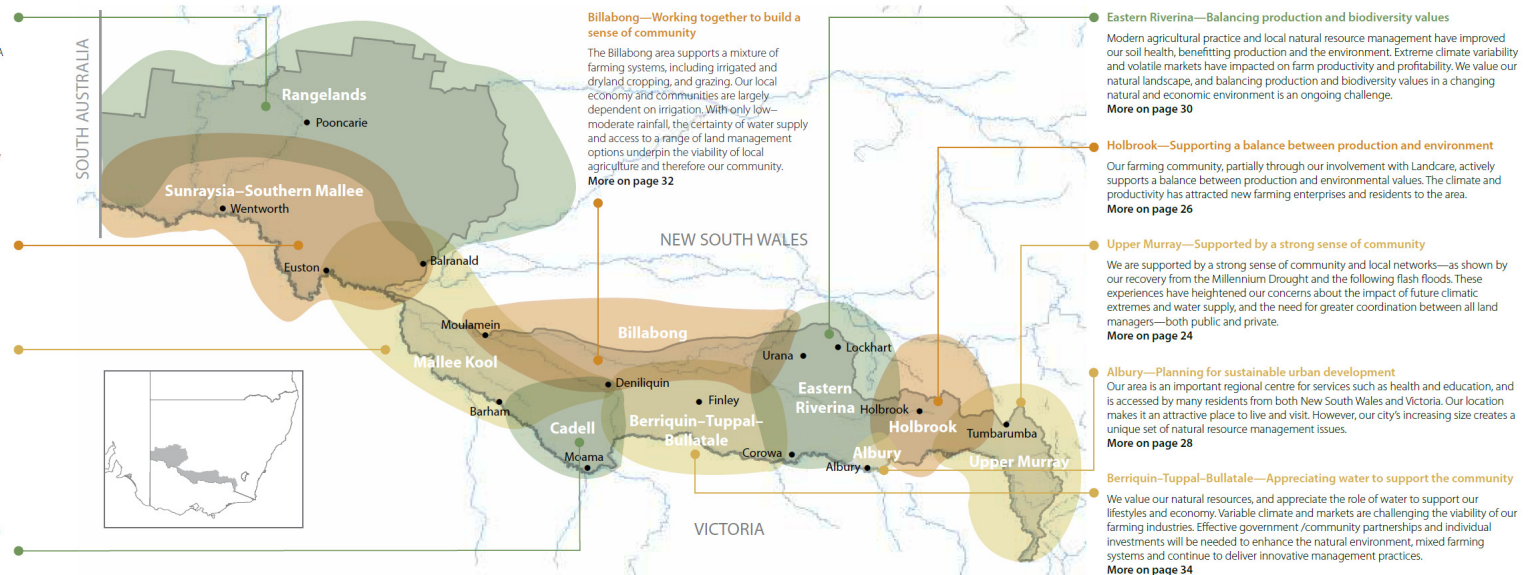 SOUTH AUSTRALIA
Rangelands
Pooncarie
Sunraysia–Southern Mallee
Wentworth
Euston
Balranald
Billabong—Working together to build a
sense of community
The Billabong area supports a mixture of
farming systems, including irrigated and
dryland cropping, and grazing. Our local
economy and communities are largely
dependent on irrigation. With only low–
moderate rainfall, the certainty of water supply
and access to a range of land management
options underpin the viability of local
agriculture and therefore our community.
More on page 32
NEW SOUTH WALES
Moulamein
Billabong
Mallee Kool
Deniliquin
Barham
Cadell
Moama
Finley
Berriquin–Tuppal–
Bullatale
Urana
Lockhart
Eastern
Riverina
Corowa
Holbrook
Holbrook
Albury
Albury
Tumbarumba
Upper Murray
VICTORIA
Eastern Riverina—Balancing production and biodiversity values
Modern agricultural practice and local natural resource management have improved
our soil health, benefitting production and the environment. Extreme climate variability
and volatile markets have impacted on farm productivity and profitability. We value our
natural landscape, and balancing production and biodiversity values in a changing
natural and economic environment is an ongoing challenge.
More on page 30
Holbrook—Supporting a balance between production and environment
Our farming community, partially through our involvement with Landcare, actively
supports a balance between production and environmental values. The climate and
productivity has attracted new farming enterprises and residents to the area.
More on page 26
Upper Murray—Supported by a strong sense of community
We are supported by a strong sense of community and local networks—as shown by
our recovery from the Millennium Drought and the following flash floods. These
experiences have heightened our concerns about the impact of future climatic
extremes and water supply, and the need for greater coordination between all land
managers—both public and private.
More on page 24
Albury—Planning for sustainable urban development
Our area is an important regional centre for services such as health and education, and
is accessed by many residents from both New South Wales and Victoria. Our location
makes it an attractive place to live and visit. However, our city's increasing size creates a
unique set of natural resource management issues.
More on page 28
Berriquin–Tuppal–Bullatale—Appreciating water to support the community
We value our natural resources, and appreciate the role of water to support our
lifestyles and economy. Variable climate and markets are challenging the viability of our
farming industries. Effective government /community partnerships and individual
investments will be needed to enhance the natural environment, mixed farming
systems and continue to deliver innovative management practices.
More on page 34